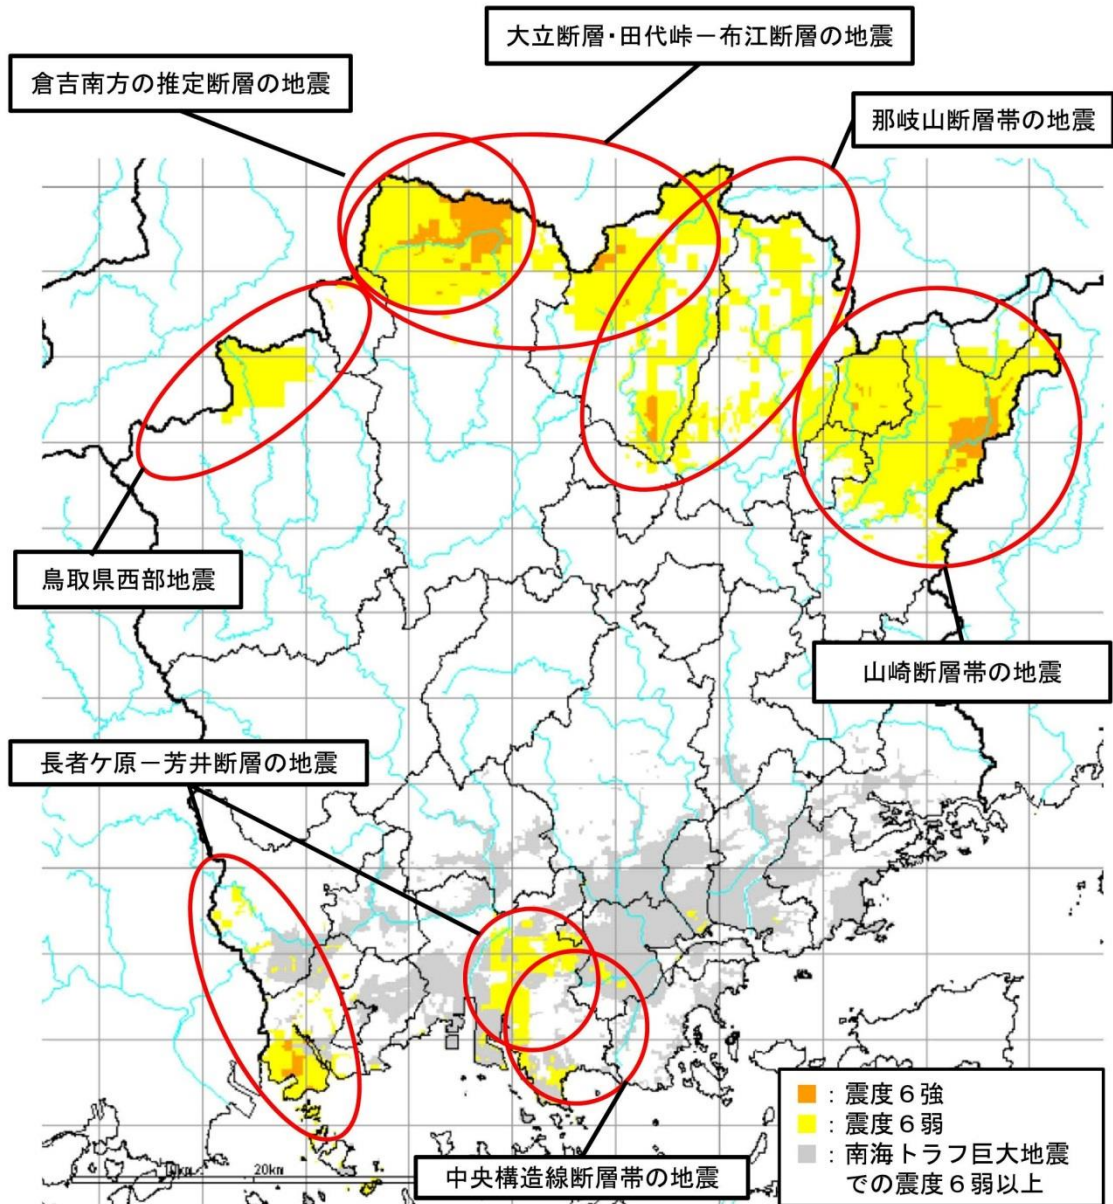 大立断層・田代峠－布江断層の地震
倉吉南方の推定断層の地震
那岐山断層帯の地震
鳥取県西部地震
山崎断層帯の地震
長者ケ原－芳井断層の地震
：震度６強
：震度６弱
：南海トラフ巨大地震
での震度６弱以上
20km
中央構造線断層帯の地震